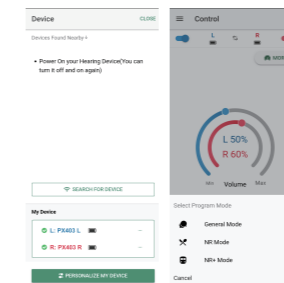 Device
CLOSE
Devices Found Nearby
• Power On your Hearing Device(You can
turn it off and on again)
SEARCH FOR DEVICE
My Device
L: PX403 L
--
R: PX403 R
--
PERSONALIZE MY DEVICE
Control
L
R
L 50%
R 60%
Min
Volume
Max
Select Program Mode
General Mode
NR Mode
NR+ Mode
Cancel